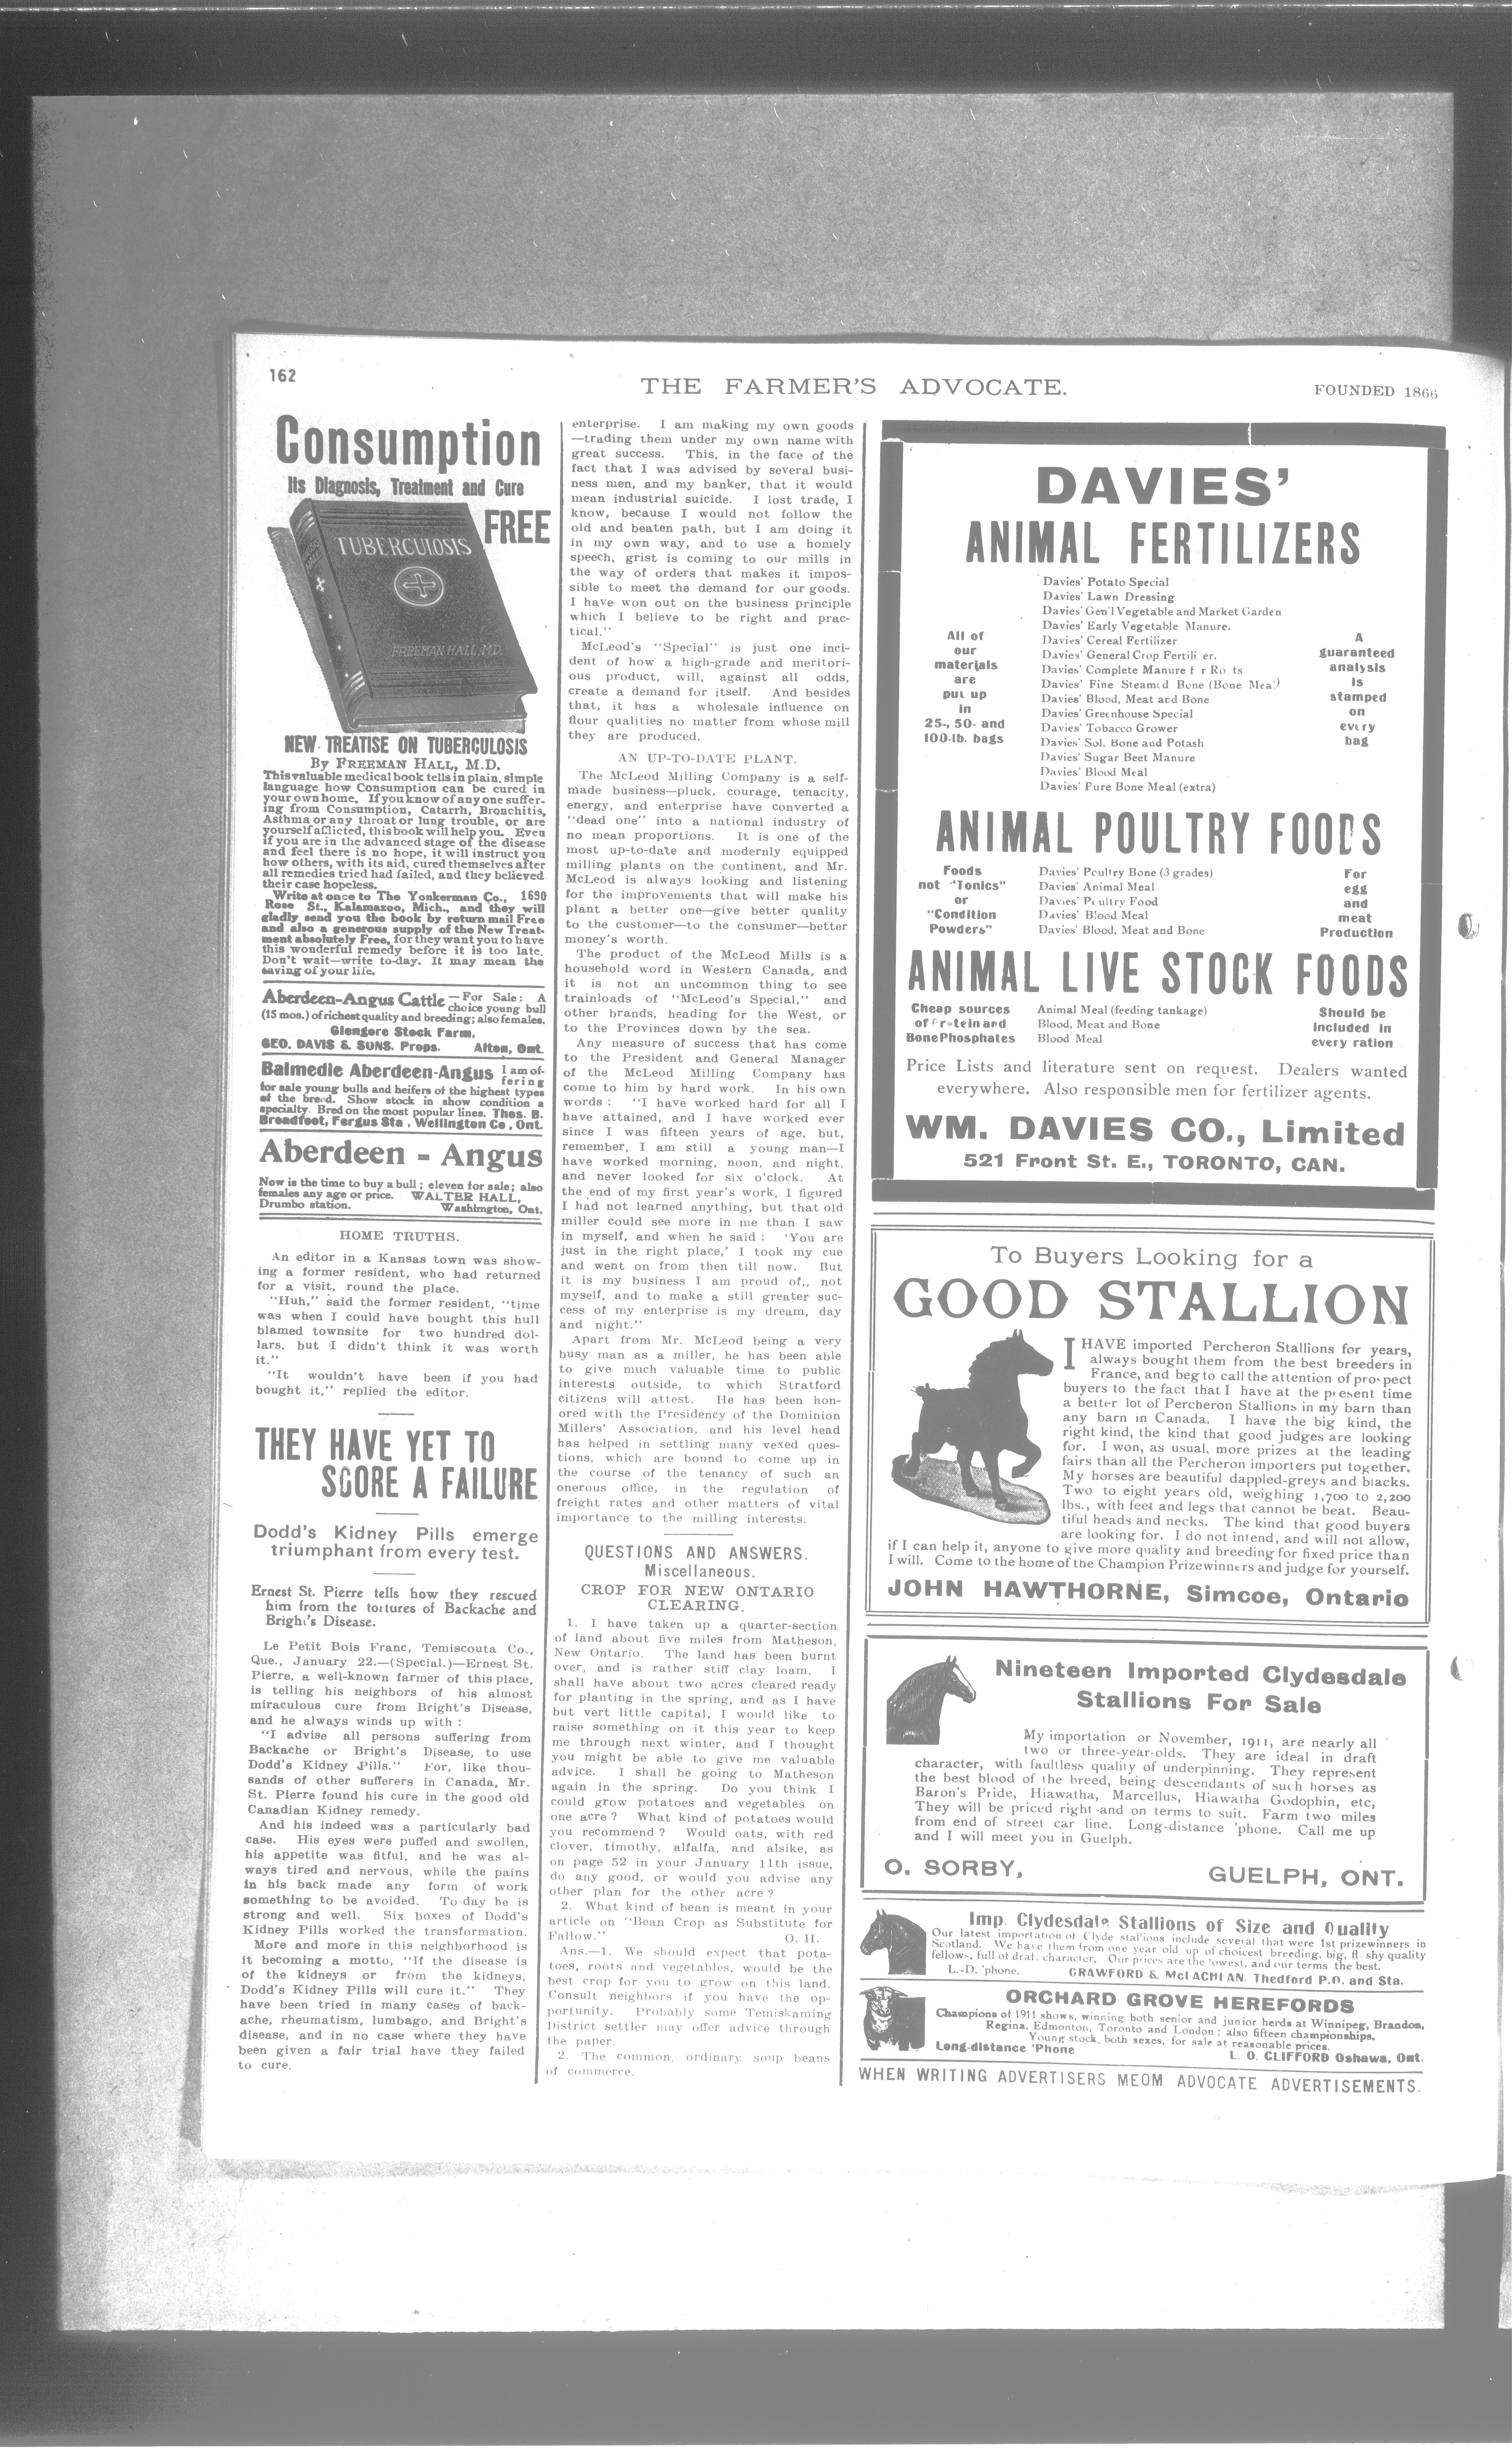 162
THE FARMER'S ADVOCATE.
FOUNDED 1866
Consumption
Its Diagnosis, Treatment and Cure
FREE
TUBERCULOSIS
FREEMAN HALL, M.D.
NEW TREATISE ON TUBERCULOSIS
By FREEMAN HALL, M.D.
This valuable medical book tells in plain, simple
language how Consumption can be cured in
your own home. If you know of any one suffer-
ing from Consumption, Catarrh, Bronchitis,
Asthma or any throat or lung trouble, or are
yourself afflicted, this book will help you. Even
if you are in the advanced stage of the disease
and feel there is no hope, it will instruct you
how others, with its aid, cured themselves after
all remedies tried had failed, and they believed
their case hopeless.
Write at once to The Yonkerman Co., 1690
Rose St., Kalamazoo, Mich., and they will
gladly send you the book by return mail Free
and also a generous supply of the New Treat-
ment absolutely Free, for they want you to have
this wonderful remedy before it is too late.
Don't wait—write to-day. It may mean the
saving of your life.
Aberdeen-Angus Cattle —For Sale: A
choice young bull
(15 mos.) of richest quality and breeding; also females.
Glengore Stock Farm,
GEO. DAVIS & SONS, Props. Alton, Ont.
Balmedie Aberdeen-Angus I am of-
fering
for sale young bulls and heifers of the highest types
of the breed. Show stock in show condition a
specialty. Bred on the most popular lines. Thos. B.
Broadfoot, Fergus Sta , Wellington Co , Ont.
Aberdeen - Angus
Now is the time to buy a bull ; eleven for sale; also
females any age or price. WALTER HALL,
Drumbo station. Washington, Ont.
HOME TRUTHS.
An editor in a Kansas town was show-
ing a former resident, who had returned
for a visit, round the place.
"Huh," said the former resident, "time
was when I could have bought this hull
blamed townsite for two hundred dol-
lars, but I didn't think it was worth
it."
"It wouldn't have been if you had
bought it," replied the editor.
THEY HAVE YET TO
SCORE A FAILURE
Dodd's Kidney Pills emerge
triumphant from every test.
Ernest St. Pierre tells how they rescued
him from the tortures of Backache and
Bright's Disease.
Le Petit Bois Franc, Temiscouta Co.,
Que., January 22.—(Special.)—Ernest St.
Pierre, a well-known farmer of this place,
is telling his neighbors of his almost
miraculous cure from Bright's Disease,
and he always winds up with :
"I advise all persons suffering from
Backache or Bright's Disease, to use
Dodd's Kidney Pills." For, like thou-
sands of other sufferers in Canada, Mr.
St. Pierre found his cure in the good old
Canadian Kidney remedy.
And his indeed was a particularly bad
case. His eyes were puffed and swollen,
his appetite was fitful, and he was al-
ways tired and nervous, while the pains
in his back made any form of work
something to be avoided. To-day he is
strong and well. Six boxes of Dodd's
Kidney Pills worked the transformation.
More and more in this neighborhood is
it becoming a motto, "If the disease is
of the kidneys or from the kidneys,
Dodd's Kidney Pills will cure it." They
have been tried in many cases of back-
ache, rheumatism, lumbago, and Bright's
disease, and in no case where they have
been given a fair trial have they failed
to cure.
enterprise. I am making my own goods
—trading them under my own name with
great success. This, in the face of the
fact that I was advised by several busi-
ness men, and my banker, that it would
mean industrial suicide. I lost trade, I
know, because I would not follow the
old and beaten path, but I am doing it
in my own way, and to use a homely
speech, grist is coming to our mills in
the way of orders that makes it impos-
sible to meet the demand for our goods.
I have won out on the business principle
which I believe to be right and prac-
tical."
McLeod's "Special" is just one inci-
dent of how a high-grade and meritori-
ous product, will, against all odds,
create a demand for itself. And besides
that, it has a wholesale influence on
flour qualities no matter from whose mill
they are produced.
AN UP-TO-DATE PLANT.
The McLeod Milling Company is a self-
made business—pluck, courage, tenacity,
energy, and enterprise have converted a
"dead one" into a national industry of
no mean proportions. It is one of the
most up-to-date and modernly equipped
milling plants on the continent, and Mr.
McLeod is always looking and listening
for the improvements that will make his
plant a better one—give better quality
to the customer—to the consumer—better
money's worth.
The product of the McLeod Mills is a
household word in Western Canada, and
it is not an uncommon thing to see
trainloads of "McLeod's Special," and
other brands, heading for the West, or
to the Provinces down by the sea.
Any measure of success that has come
to the President and General Manager
of the McLeod Milling Company has
come to him by hard work. In his own
words : "I have worked hard for all I
have attained, and I have worked ever
since I was fifteen years of age, but,
remember, I am still a young man—I
have worked morning, noon, and night,
and never looked for six o'clock. At
the end of my first year's work, I figured
I had not learned anything, but that old
miller could see more in me than I saw
in myself, and when he said : 'You are
just in the right place,' I took my cue
and went on from then till now. But
it is my business I am proud of,, not
myself, and to make a still greater suc-
cess of my enterprise is my dream, day
and night."
Apart from Mr. McLeod being a very
busy man as a miller, he has been able
to give much valuable time to public
interests outside, to which Stratford
citizens will attest. He has been hon-
ored with the Presidency of the Dominion
Millers' Association, and his level head
has helped in settling many vexed ques-
tions, which are bound to come up in
the course of the tenancy of such an
onerous office, in the regulation of
freight rates and other matters of vital
importance to the milling interests.
QUESTIONS AND ANSWERS.
Miscellaneous.
CROP FOR NEW ONTARIO
CLEARING.
1. I have taken up a quarter-section
of land about five miles from Matheson,
New Ontario. The land has been burnt
over, and is rather stiff clay loam. I
shall have about two acres cleared ready
for planting in the spring, and as I have
but vert little capital, I would like to
raise something on it this year to keep
me through next winter, and I thought
you might be able to give me valuable
advice. I shall be going to Matheson
again in the spring. Do you think I
could grow potatoes and vegetables on
one acre ? What kind of potatoes would
you recommend ? Would oats, with red
clover, timothy, alfalfa, and alsike, as
on page 52 in your January 11th issue,
do any good, or would you advise any
other plan for the other acre ?
2. What kind of bean is meant in your
article on "Bean Crop as Substitute for
Fallow." O. H.
Ans.—1. We should expect that pota-
toes, roots and vegetables, would be the
best crop for you to grow on this land.
Consult neighbors if you have the op-
portunity. Probably some Temiskaming
District settler may offer advice through
the paper.
2. The common, ordinary soup beans
of commerce.
DAVIES'
ANIMAL FERTILIZERS
All of
our
materials
are
put up
in
25-, 50- and
100-lb. bags
Davies' Potato Special
Davies' Lawn Dressing
Davies' Gen'l Vegetable and Market Garden
Davies' Early Vegetable Manure.
Davies' Cereal Fertilizer
Davies' General Crop Fertili er.
Davies' Complete Manure f r Ro ts
Davies' Fine Steamed Bone (Bone Meal)
Davies' Blood, Meat and Bone
Davies' Greenhouse Special
Davies' Tobacco Grower
Davies' Sol. Bone and Potash
Davies' Sugar Beet Manure
Davies' Blood Meal
Davies' Pure Bone Meal (extra)
A
guaranteed
analysis
is
stamped
on
every
bag
ANIMAL POULTRY FOODS
Foods
not "Tonics"
or
"Condition
Powders"
Davies' Poultry Bone (3 grades)
Davies' Animal Meal
Davies' Poultry Food
Davies' Blood Meal
Davies' Blood, Meat and Bone
For
egg
and
meat
Production
ANIMAL LIVE STOCK FOODS
Cheap sources
of Protein and
Bone Phosphates
Animal Meal (feeding tankage)
Blood, Meat and Bone
Blood Meal
Should be
included in
every ration
Price Lists and literature sent on request. Dealers wanted
everywhere. Also responsible men for fertilizer agents.
WM. DAVIES CO., Limited
521 Front St. E., TORONTO, CAN.
To Buyers Looking for a
GOOD STALLION
I HAVE imported Percheron Stallions for years,
always bought them from the best breeders in
France, and beg to call the attention of prospect
buyers to the fact that I have at the present time
a better lot of Percheron Stallions in my barn than
any barn in Canada. I have the big kind, the
right kind, the kind that good judges are looking
for. I won, as usual, more prizes at the leading
fairs than all the Percheron importers put together.
My horses are beautiful dappled-greys and blacks.
Two to eight years old, weighing 1,700 to 2,200
lbs., with feet and legs that cannot be beat. Beau-
tiful heads and necks. The kind that good buyers
are looking for. I do not intend, and will not allow,
if I can help it, anyone to give more quality and breeding for fixed price than
I will. Come to the home of the Champion Prizewinners and judge for yourself.
JOHN HAWTHORNE, Simcoe, Ontario
Nineteen Imported Clydesdale
Stallions For Sale
My importation or November, 1911, are nearly all
two or three-year-olds. They are ideal in draft
character, with faultless quality of underpinning. They represent
the best blood of the breed, being descendants of such horses as
Baron's Pride, Hiawatha, Marcellus, Hiawatha Godophin, etc,
They will be priced right and on terms to suit. Farm two miles
from end of street car line. Long-distance 'phone. Call me up
and I will meet you in Guelph.
O. SORBY, GUELPH, ONT.
Imp. Clydesdale Stallions of Size and Quality
Our latest importation of Clyde stallions include several that were 1st prizewinners in
Scotland. We have them from one year old up of choicest breeding, big, fl shy quality
fellows, full of draft character. Our prices are the lowest, and our terms the best.
L.-D. 'phone. CRAWFORD & McLACHLAN, Thedford P.O. and Sta.
ORCHARD GROVE HEREFORDS
Champions of 1911 shows, winning both senior and junior herds at Winnipeg, Brandon,
Regina, Edmonton, Toronto and London ; also fifteen championships.
Young stock, both sexes, for sale at reasonable prices.
Long-distance 'Phone L. O. CLIFFORD Oshawa, Ont.
WHEN WRITING ADVERTISERS MEOM ADVOCATE ADVERTISEMENTS.